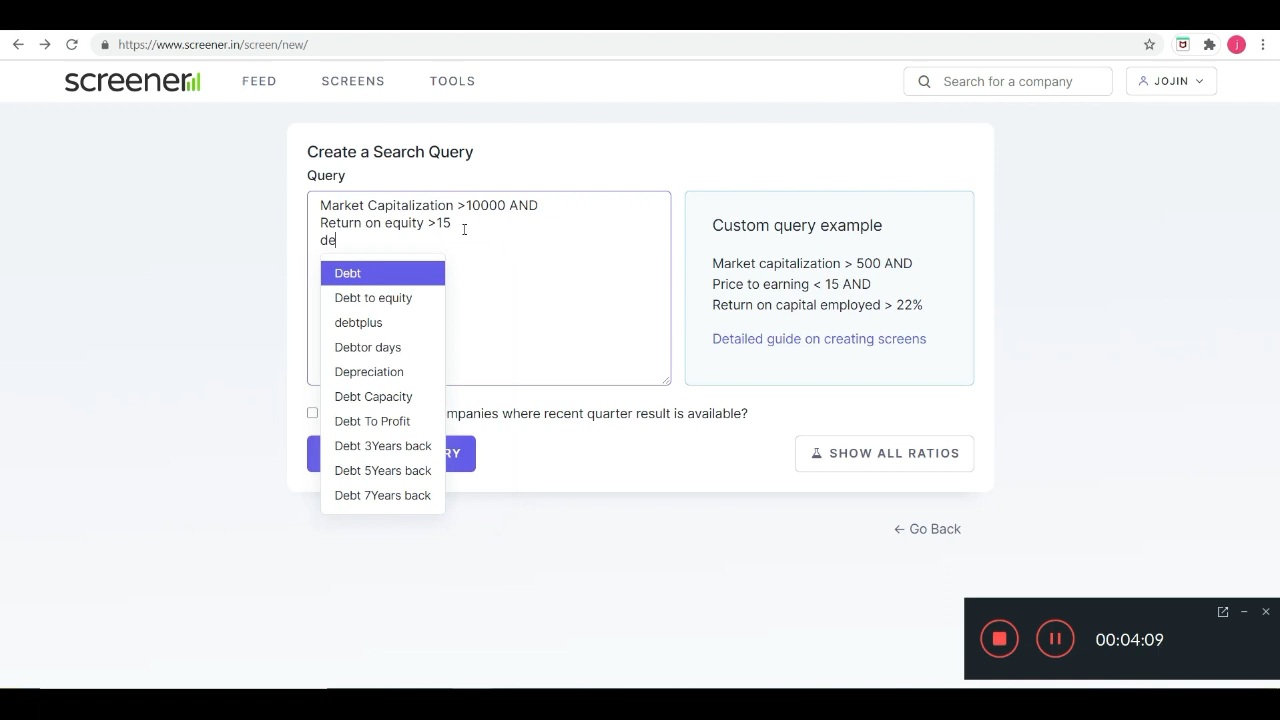 https://www.screener.in/screen/new/
j
screener
FEED
SCREENS
TOOLS
Search for a company
JOJIN
Create a Search Query
Query
Market Capitalization >10000 AND
Return on equity >15
de
Debt
Debt to equity
debtplus
Debtor days
Depreciation
Debt Capacity
Debt To Profit
Debt 3Years back
Debt 5Years back
Debt 7Years back
Custom query example
Market capitalization > 500 AND
Price to earning < 15 AND
Return on capital employed > 22%
Detailed guide on creating screens
mpanies where recent quarter result is available?
RY
SHOW ALL RATIOS
← Go Back
00:04:09